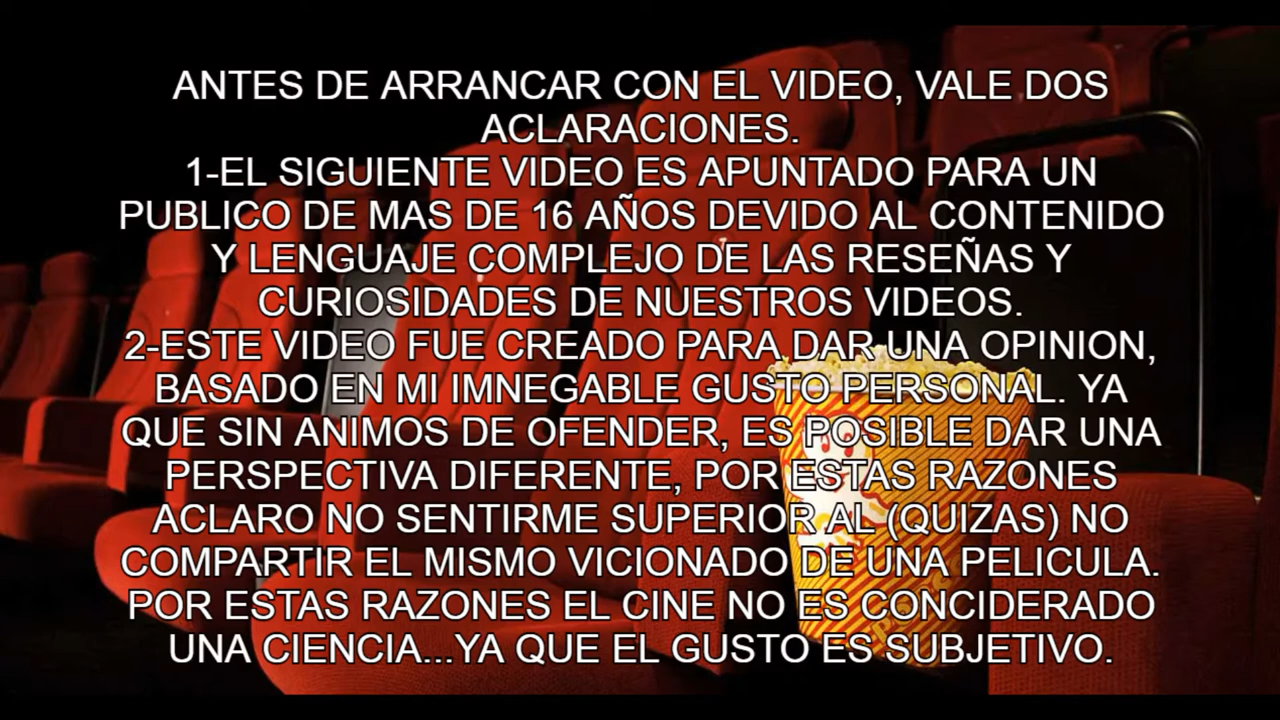 ANTES DE ARRANCAR CON EL VIDEO, VALE DOS
ACLARACIONES.
1-EL SIGUIENTE VIDEO ES APUNTADO PARA UN
PUBLICO DE MAS DE 16 AÑOS DEVIDO AL CONTENIDO
Y LENGUAJE COMPLEJO DE LAS RESEÑAS Y
CURIOSIDADES DE NUESTROS VIDEOS.
2-ESTE VIDEO FUE CREADO PARA DAR UNA OPINION,
BASADO EN MI IMNEGABLE GUSTO PERSONAL. YA
QUE SIN ANIMOS DE OFENDER, ES POSIBLE DAR UNA
PERSPECTIVA DIFERENTE, POR ESTAS RAZONES
ACLARO NO SENTIRME SUPERIOR AL (QUIZAS) NO
COMPARTIR EL MISMO VICIONADO DE UNA PELICULA.
POR ESTAS RAZONES EL CINE NO ES CONCIDERADO
UNA CIENCIA...YA QUE EL GUSTO ES SUBJETIVO.